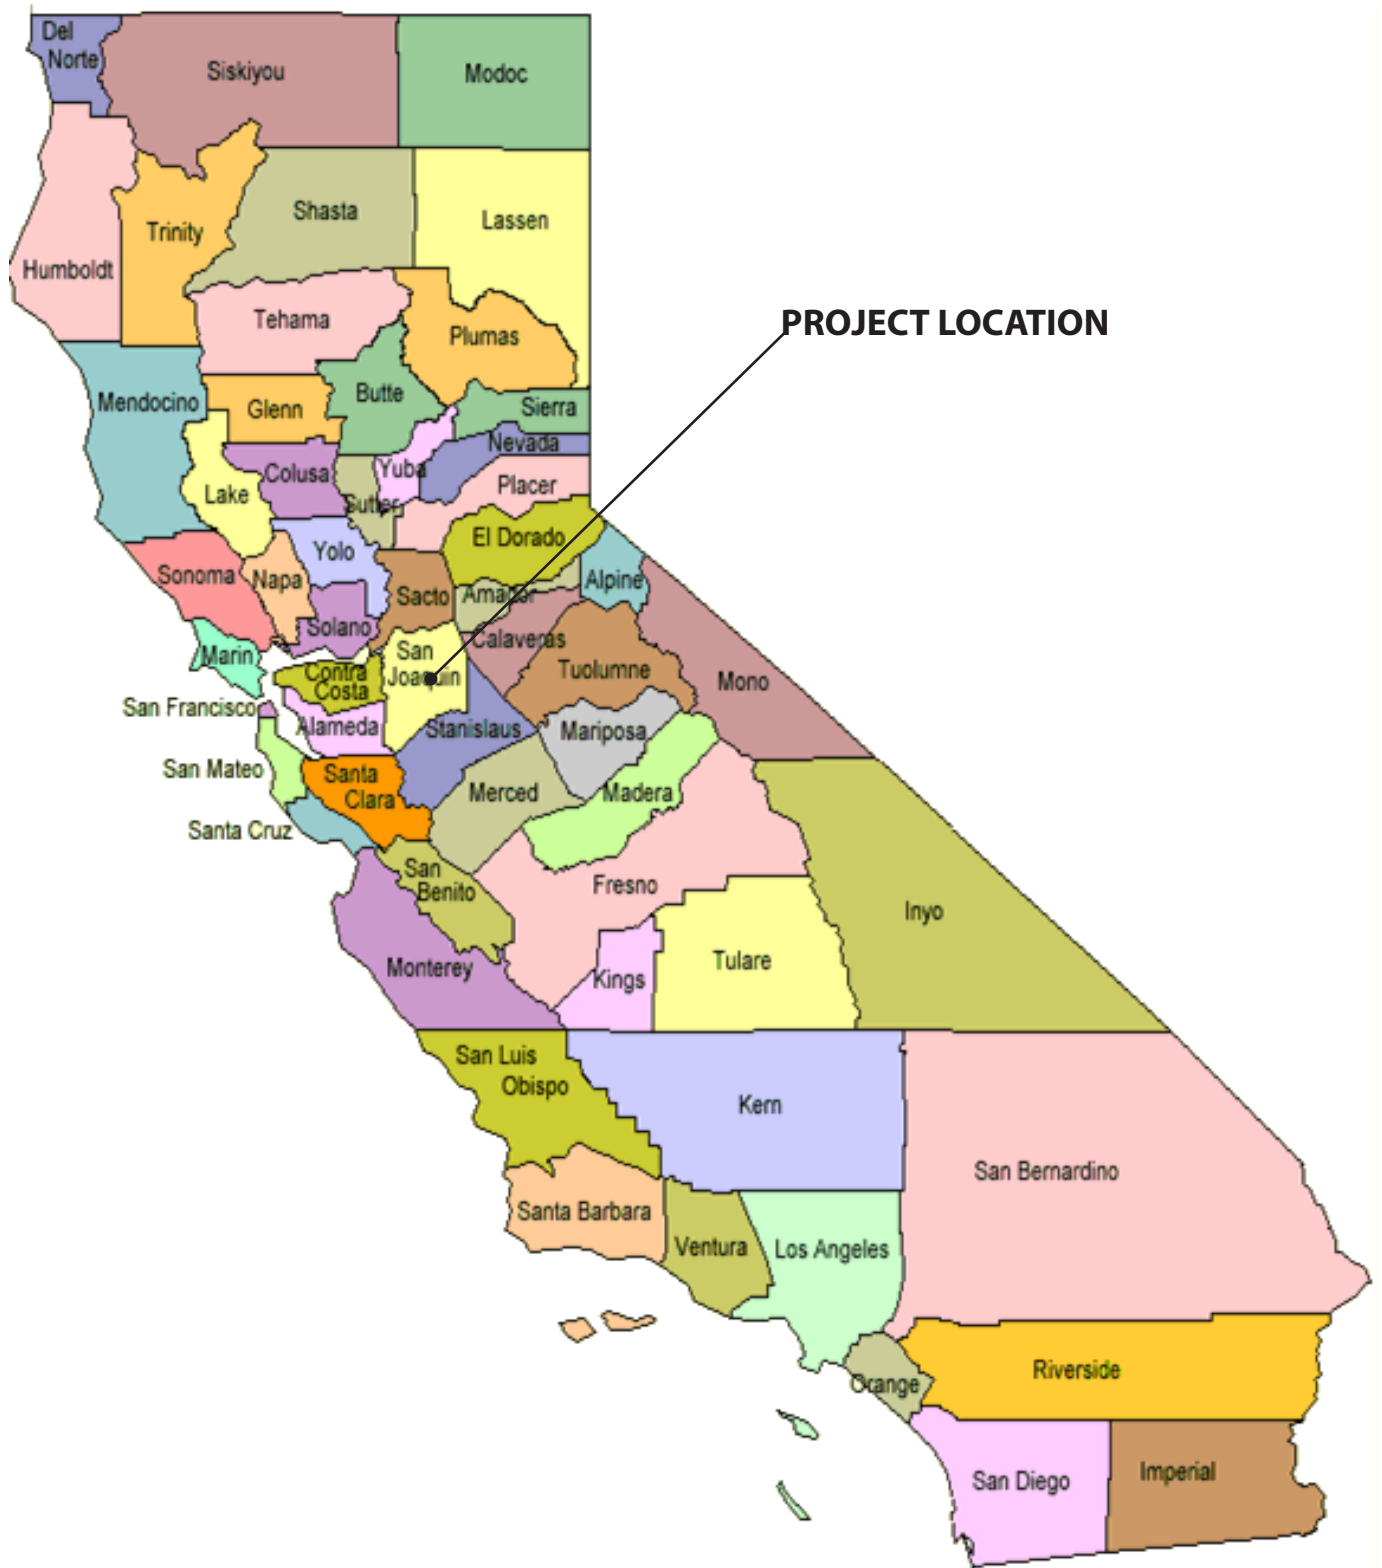 Del
Norte
Siskiyou
Modoc
Shasta
Lassen
Trinity
Humboldt
Tehama
PROJECT LOCATION
Plumas
Butte
Mendocino
Glenn
Sierra
Nevada
Yuba
Colusa
Placer
Lake
Sutter
El Dorado
Yolo
Sonoma
Napa
Alpine
Sacto
Amador
Solano
Calaveras
San
Joaquin
Marin
Contra
Costa
Tuolumne
Mono
San Francisco
Alameda
Stanislaus
Mariposa
San Mateo
Santa
Clara
Merced
Madera
Santa Cruz
San
Benito
Fresno
Inyo
Monterey
Kings
Tulare
San Luis
Obispo
Kern
San Bernardino
Santa Barbara
Ventura
Los Angeles
Riverside
Orange
San Diego
Imperial